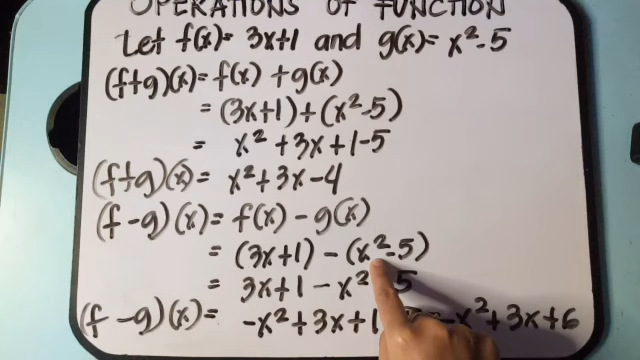 OPERATIONS OF FUNCTION
Let f(x) = 3x+1 and g(x) = x²-5
(f+g)(x) = f(x) + g(x)
= (3x+1) + (x²-5)
= x² + 3x + 1-5
(f+g)(x) = x² + 3x - 4
(f-g)(x) = f(x) - g(x)
= (3x+1) - (x²-5)
= 3x+1 - x² 5
(f-g)(x) = -x² + 3x + 1 -x² + 3x + 6